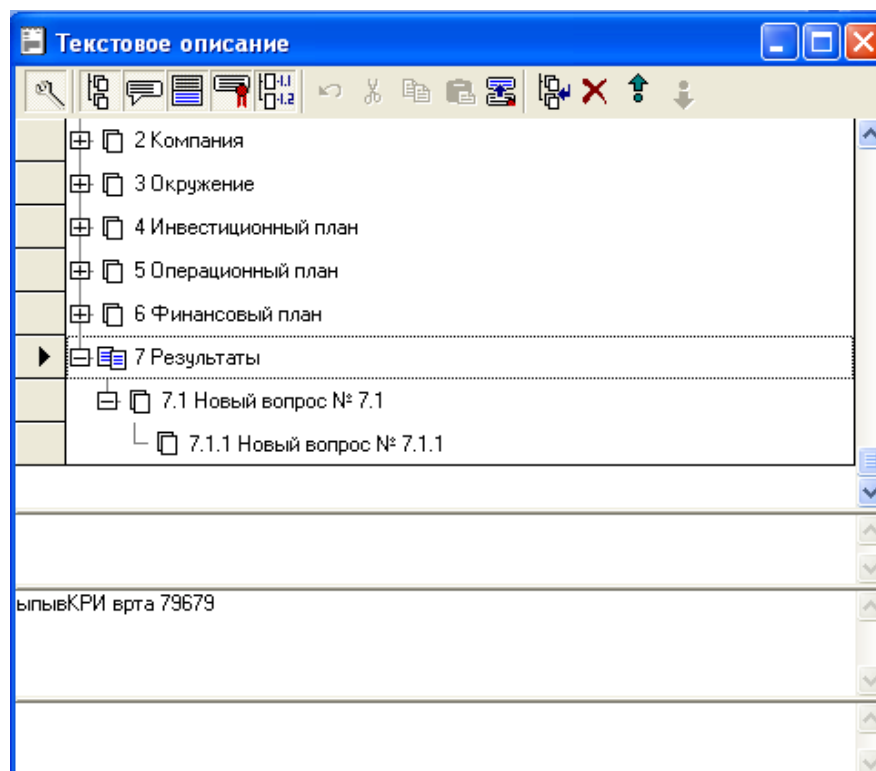 Текстовое описание
2 Компания
3 Окружение
4 Инвестиционный план
5 Операционный план
6 Финансовый план
7 Результаты
7.1 Новый вопрос № 7.1
7.1.1 Новый вопрос № 7.1.1
ыпывКРИ врта 79679